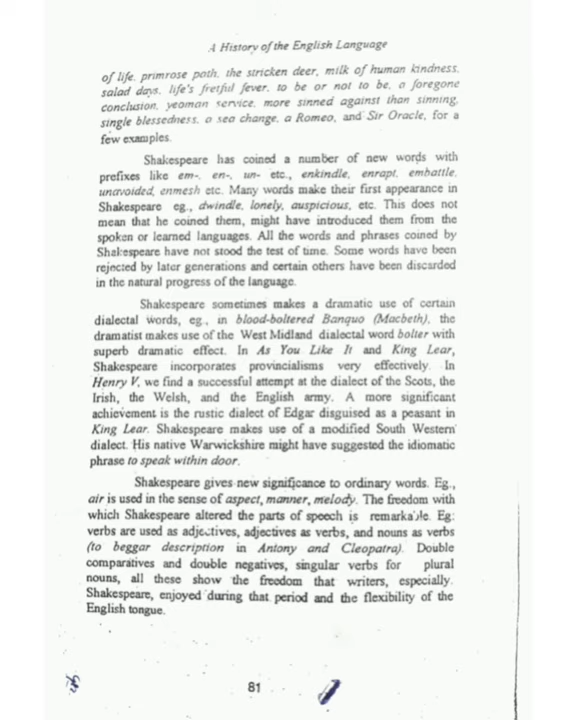 A History of the English Language
of life, primrose path, the stricken deer, milk of human kindness,
salad days, life's fretful fever, to be or not to be, a foregone
conclusion, yeoman service, more sinned against than sinning,
single blessedness, a sea change, a Romeo, and Sir Oracle, for a
few examples.
Shakespeare has coined a number of new words with
prefixes like em-, en-, un- etc., enkindle, enrapt, embattle,
unavoided, enmesh etc. Many words make their first appearance in
Shakespeare eg., dwindle, lonely, auspicious, etc. This does not
mean that he coined them, might have introduced them from the
spoken or learned languages. All the words and phrases coined by
Shakespeare have not stood the test of time. Some words have been
rejected by later generations and certain others have been discarded
in the natural progress of the language.
Shakespeare sometimes makes a dramatic use of certain
dialectal words, eg., in blood-boltered Banquo (Macbeth), the
dramatist makes use of the West Midland dialectal word bolter with
superb dramatic effect. In As You Like It and King Lear,
Shakespeare incorporates provincialisms very effectively. In
Henry V, we find a successful attempt at the dialect of the Scots, the
Irish, the Welsh, and the English army. A more significant
achievement is the rustic dialect of Edgar disguised as a peasant in
King Lear. Shakespeare makes use of a modified South Western
dialect. His native Warwickshire might have suggested the idiomatic
phrase to speak within door.
Shakespeare gives new significance to ordinary words. Eg.,
air is used in the sense of aspect, manner, melody. The freedom with
which Shakespeare altered the parts of speech is remarkable. Eg:
verbs are used as adjectives, adjectives as verbs, and nouns as verbs
(to beggar description in Antony and Cleopatra). Double
comparatives and double negatives, singular verbs for plural
nouns, all these show the freedom that writers, especially
Shakespeare, enjoyed during that period and the flexibility of the
English tongue.
81